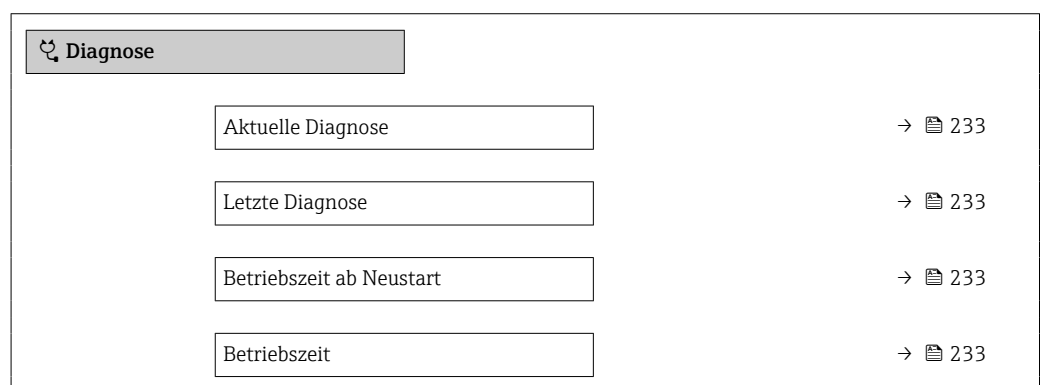 Diagnose
Aktuelle Diagnose → 233
Letzte Diagnose → 233
Betriebszeit ab Neustart → 233
Betriebszeit → 233